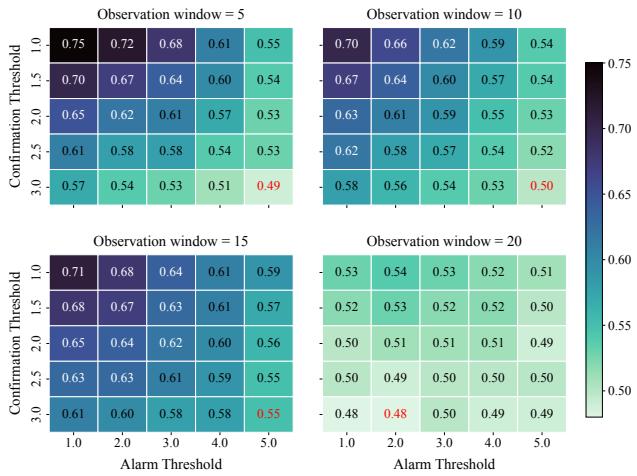 Observation window = 5
Observation window = 10
Confirmation Threshold
1.0 0.75 0.72 0.68 0.61 0.55
1.5 0.70 0.67 0.64 0.60 0.54
2.0 0.65 0.62 0.61 0.57 0.53
2.5 0.61 0.58 0.58 0.54 0.53
3.0 0.57 0.54 0.53 0.51 0.49
0.70 0.66 0.62 0.59 0.54
0.67 0.64 0.60 0.57 0.54
0.63 0.61 0.59 0.55 0.53
0.62 0.58 0.57 0.54 0.52
0.58 0.56 0.54 0.53 0.50
Observation window = 15
Observation window = 20
Confirmation Threshold
1.0 0.71 0.68 0.64 0.61 0.59
1.5 0.68 0.67 0.63 0.61 0.57
2.0 0.65 0.64 0.62 0.60 0.56
2.5 0.63 0.63 0.61 0.59 0.55
3.0 0.61 0.60 0.58 0.58 0.55
1.0 2.0 3.0 4.0 5.0
Alarm Threshold
0.53 0.54 0.53 0.52 0.51
0.52 0.53 0.52 0.52 0.50
0.50 0.51 0.51 0.51 0.49
0.50 0.49 0.50 0.50 0.50
0.48 0.48 0.50 0.49 0.49
1.0 2.0 3.0 4.0 5.0
Alarm Threshold
0.75
0.70
0.65
0.60
0.55
0.50